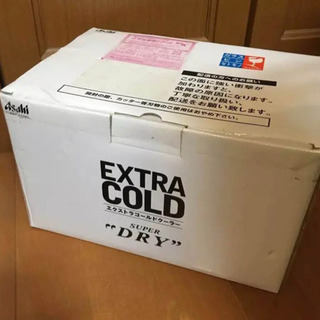 Asahi
配送の方へのお願い
この面に強い衝撃が
加わりますと、
故障の原因になります。
丁寧な取り扱い、
配送をお願い致します。
開封の際、カッター等刃物のご使用はおやめ下さい。
Asahi
EXTRA
COLD
エクストラコールドクーラー
SUPER
"DRY"